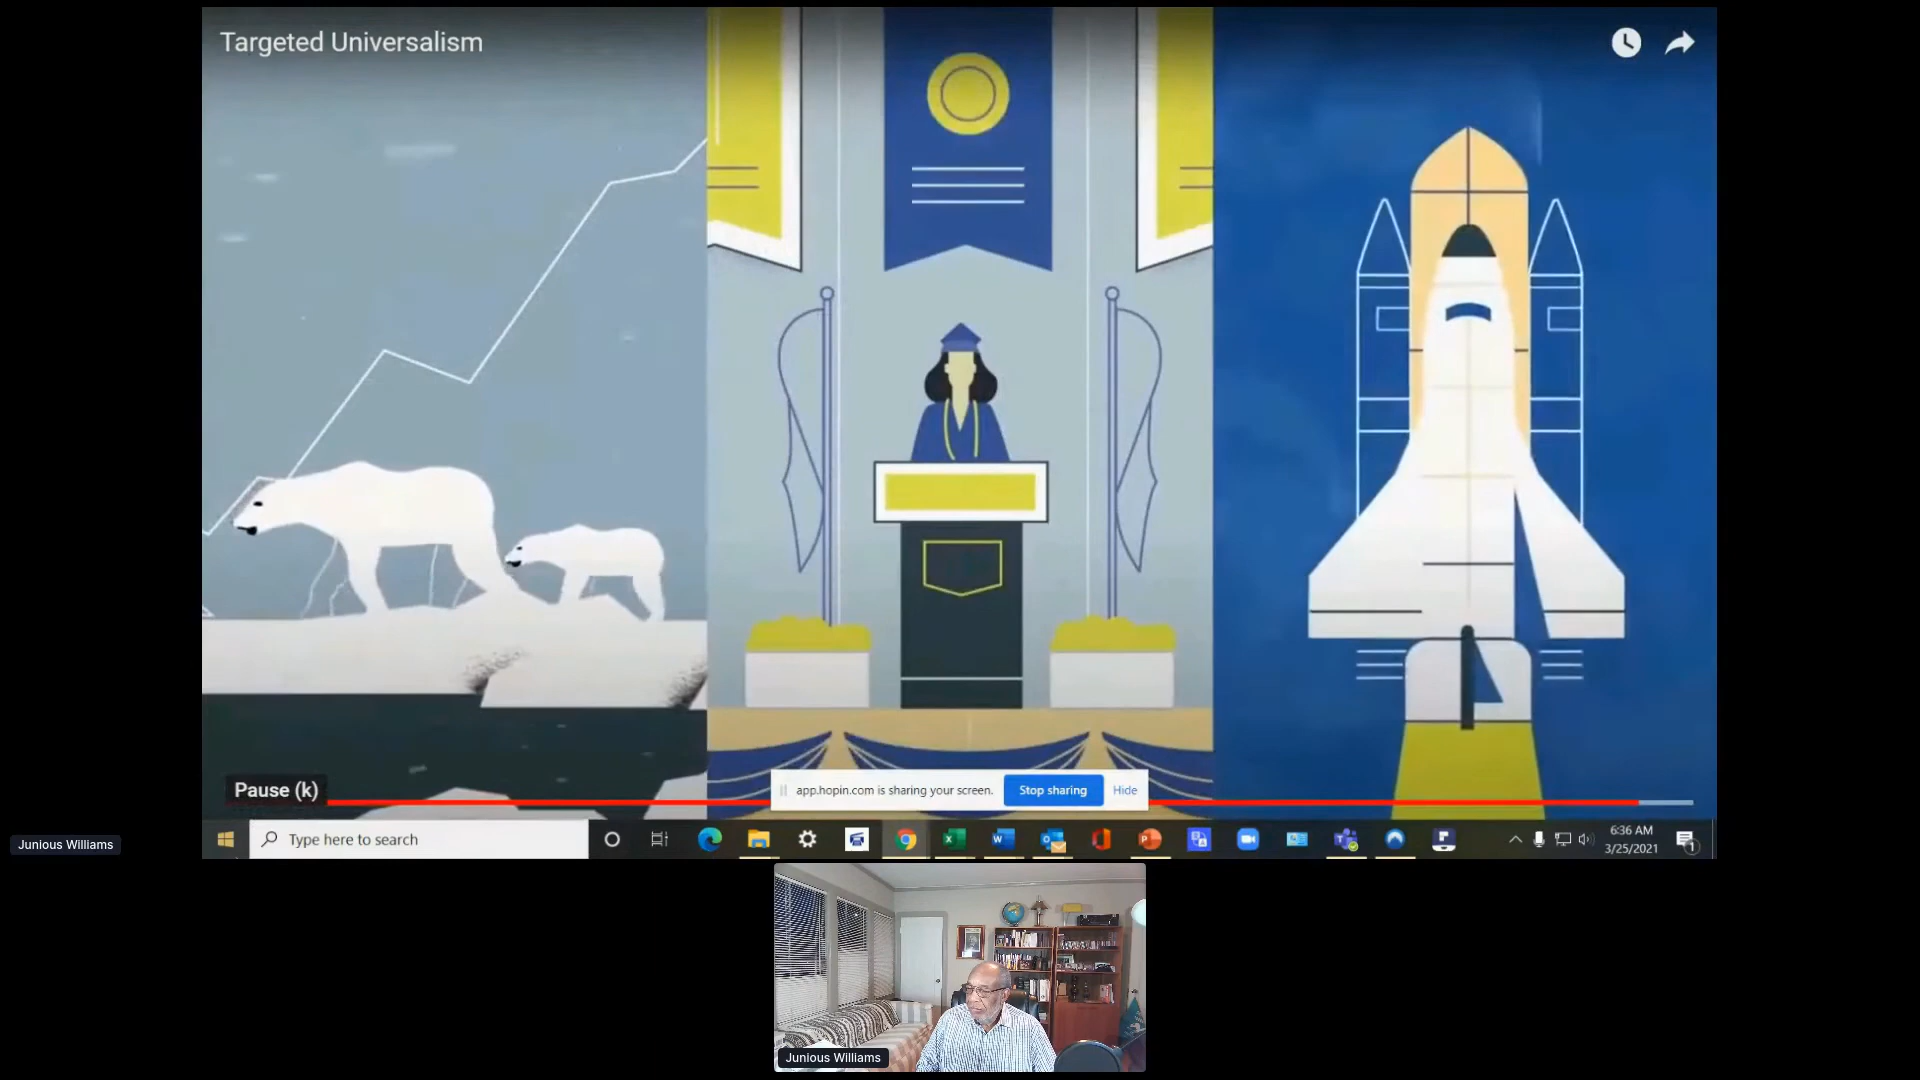 Targeted Universalism
Pause (k)
app.hopin.com is sharing your screen.
Stop sharing
Hide
Type here to search
6:36 AM
3/25/2021
1
Junious Williams
Junious Williams